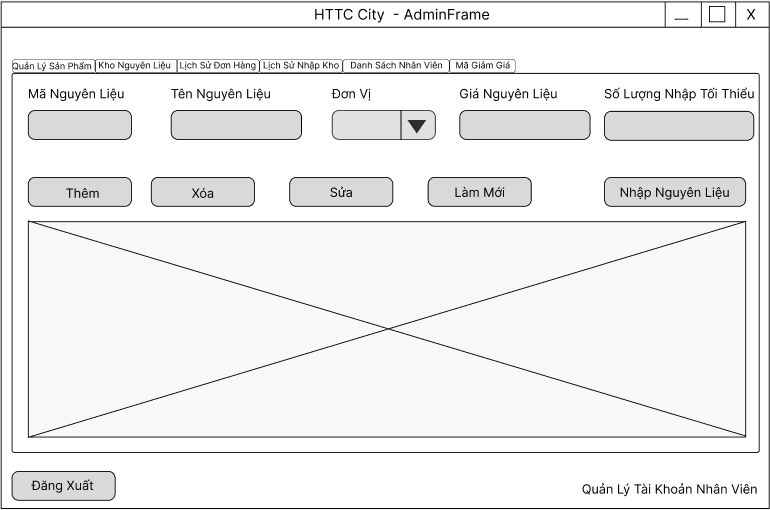 HTTC City - AdminFrame
X
Quản Lý Sản Phẩm Kho Nguyên Liệu Lịch Sử Đơn Hàng Lịch Sử Nhập Kho Danh Sách Nhân Viên Mã Giảm Giá
Mã Nguyên Liệu Tên Nguyên Liệu Đơn Vị Giá Nguyên Liệu Số Lượng Nhập Tối Thiểu
Thêm Xóa Sửa Làm Mới Nhập Nguyên Liệu
Đăng Xuất
Quản Lý Tài Khoản Nhân Viên